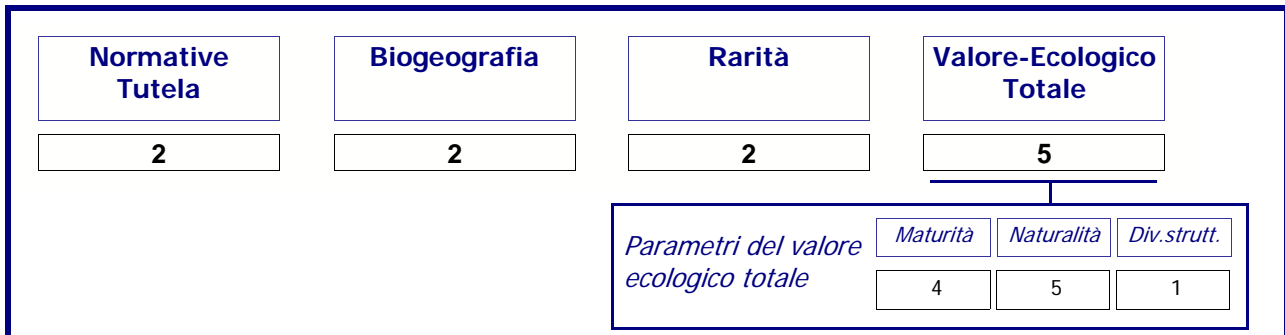 Normative
Tutela
Biogeografia
Rarità
Valore-Ecologico
Totale
2
2
2
5
Parametri del valore
ecologico totale
Maturità
Naturalità
Div.strutt.
4
5
1